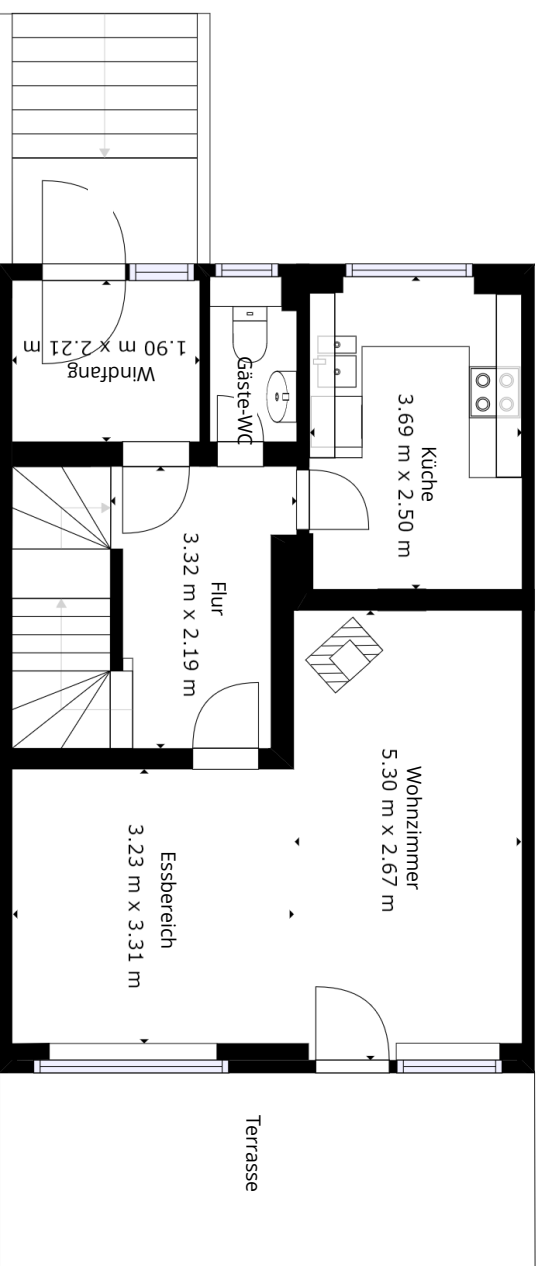 Windfang
1.90 m x 2.21 m
Gäste-WC
Küche
3.69 m x 2.50 m
Flur
3.32 m x 2.19 m
Wohnzimmer
5.30 m x 2.67 m
Essbereich
3.23 m x 3.31 m
Terrasse